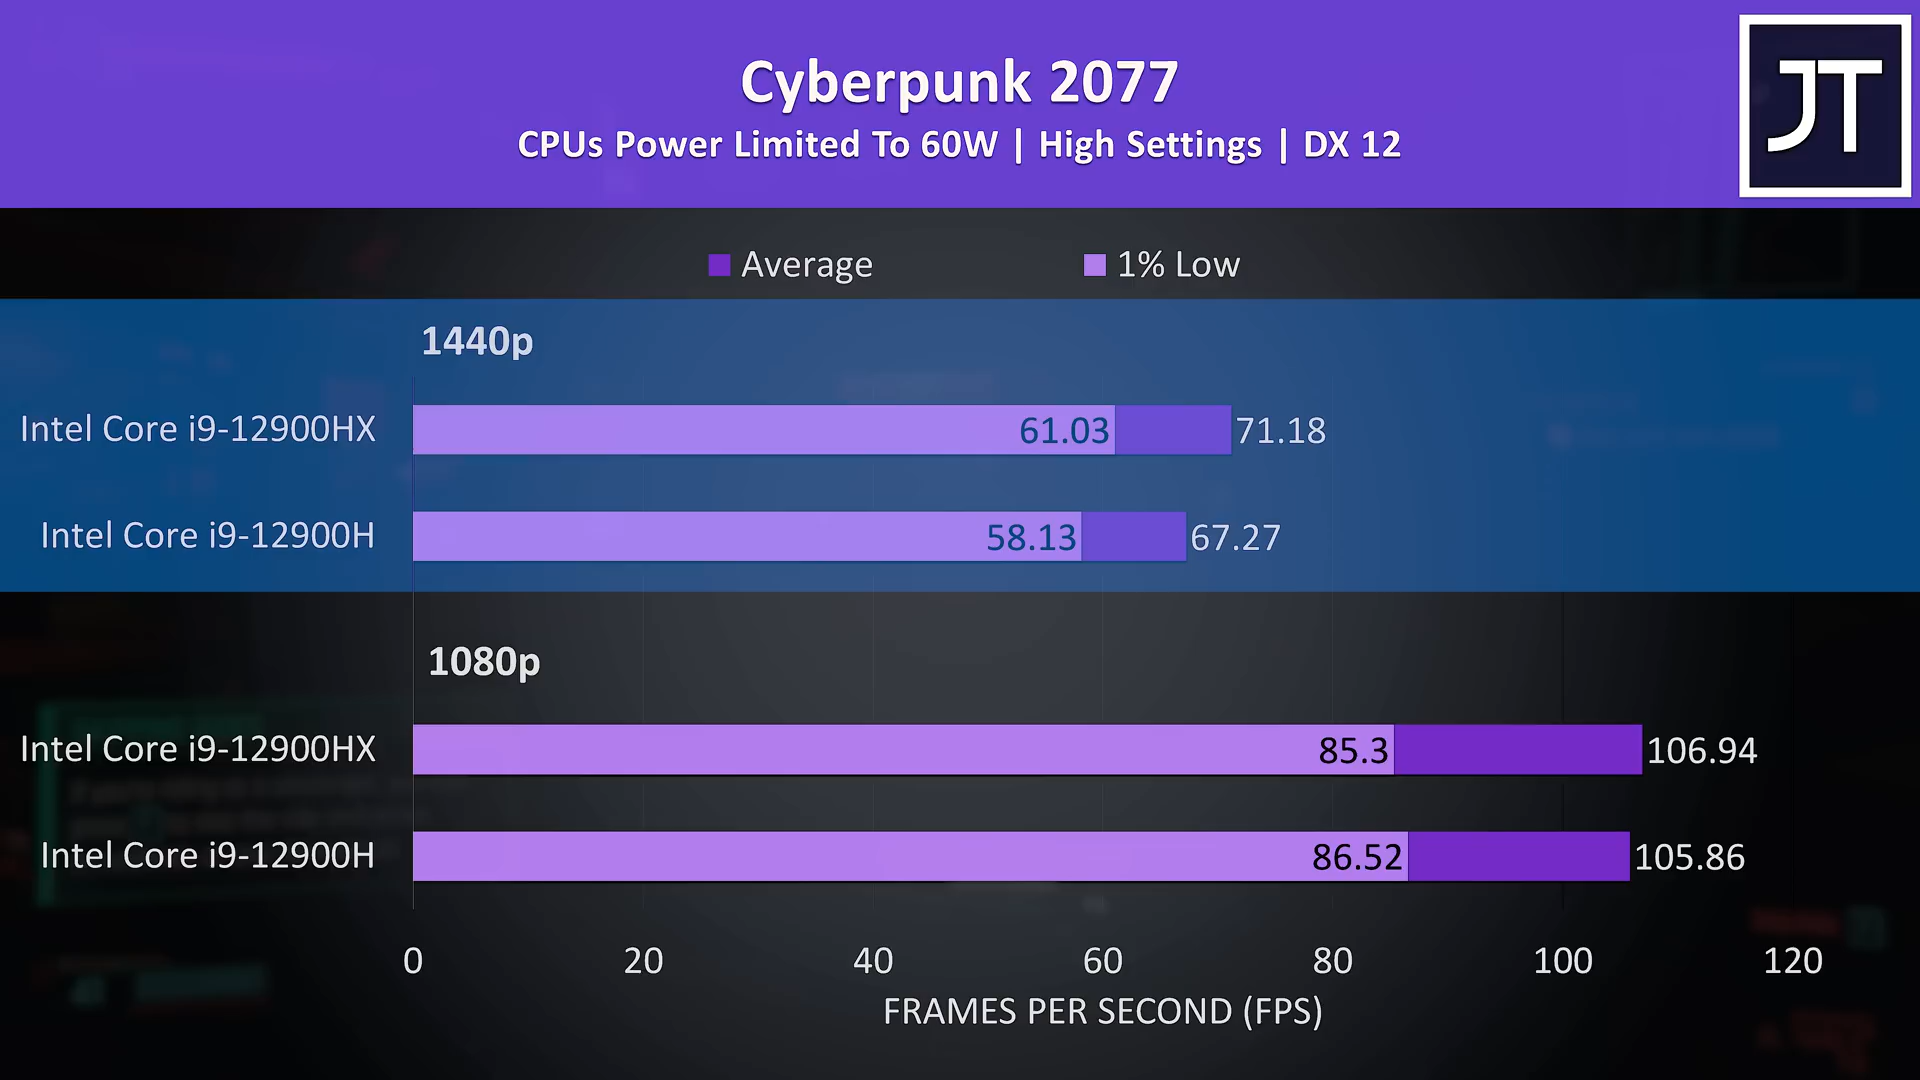 Cyberpunk 2077
JT
CPUs Power Limited To 60W | High Settings | DX 12
Average
1% Low
1440p
Intel Core i9-12900HX
61.03
71.18
Intel Core i9-12900H
58.13
67.27
1080p
Intel Core i9-12900HX
85.3
106.94
Intel Core i9-12900H
86.52
105.86
0 20 40 60 80 100 120
FRAMES PER SECOND (FPS)